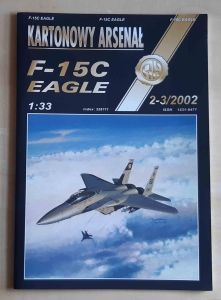 F-15C EAGLE F-15C EAGLE
KARTONOWY ARSENAŁ
F-15C
EAGLE
1:33
2-3/2002